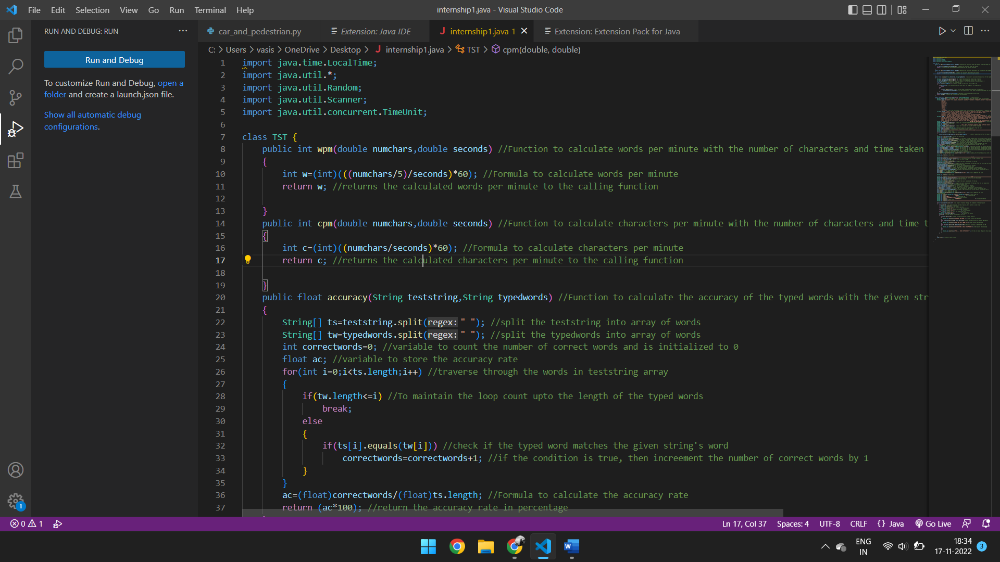 File Edit Selection View Go Run Terminal Help
internship1.java - Visual Studio Code
RUN AND DEBUG: RUN
Run and Debug
To customize Run and Debug, open a
folder and create a launch.json file.
Show all automatic debug
configurations.
car_and_pedestrian.py
Extension: Java IDE
J internship1.java 1
Extension: Extension Pack for Java
C: > Users > vasis > OneDrive > Desktop > J internship1.java > TST > cpm(double, double)
1 import java.time.LocalTime;
2 import java.util.*;
3 import java.util.Random;
4 import java.util.Scanner;
5 import java.util.concurrent.TimeUnit;
6
7 class TST {
8 public int wpm(double numchars,double seconds) //Function to calculate words per minute with the number of characters and time taken
9 {
10 int w=(int)(((numchars/5)/seconds)*60); //Formula to calculate words per minute
11 return w; //returns the calculated words per minute to the calling function
12
13 }
14 public int cpm(double numchars,double seconds) //Function to calculate characters per minute with the number of characters and time t
15 {
16 int c=(int)((numchars/seconds)*60); //Formula to calculate characters per minute
17 return c; //returns the calculated characters per minute to the calling function
18
19 }
20 public float accuracy(String teststring,String typedwords) //Function to calculate the accuracy of the typed words with the given str
21 {
22 String[] ts=teststring.split(regex:" "); //split the teststring into array of words
23 String[] tw=typedwords.split(regex:" "); //split the typedwords into array of words
24 int correctwords=0; //variable to count the number of correct words and is initialized to 0
25 float ac; //variable to store the accuracy rate
26 for(int i=0;i<ts.length;i++) //traverse through the words in teststring array
27 {
28 if(tw.length<=i) //To maintain the loop count upto the length of the typed words
29 break;
30 else
31 {
32 if(ts[i].equals(tw[i])) //check if the typed word matches the given string's word
33 correctwords=correctwords+1; //if the condition is true, then increement the number of correct words by 1
34 }
35 }
36 ac=(float)correctwords/(float)ts.length; //Formula to calculate the accuracy rate
37 return (ac*100); //return the accuracy rate in percentage
1
0 1
Ln 17, Col 37 Spaces: 4 UTF-8 CRLF {} Java Go Live
W
ENG
IN
18:34
17-11-2022
3